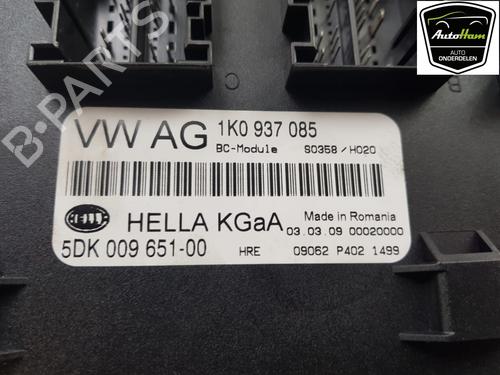 AutoHam
AUTO
ONDERDELEN
B-PARTS
VW AG 1K0 937 085
BC-Module S0358/H020
HELLA
HELLA KGaA Made in Romania
03.03.09 00020000
5DK 009 651-00 HRE 09062 P402 1499